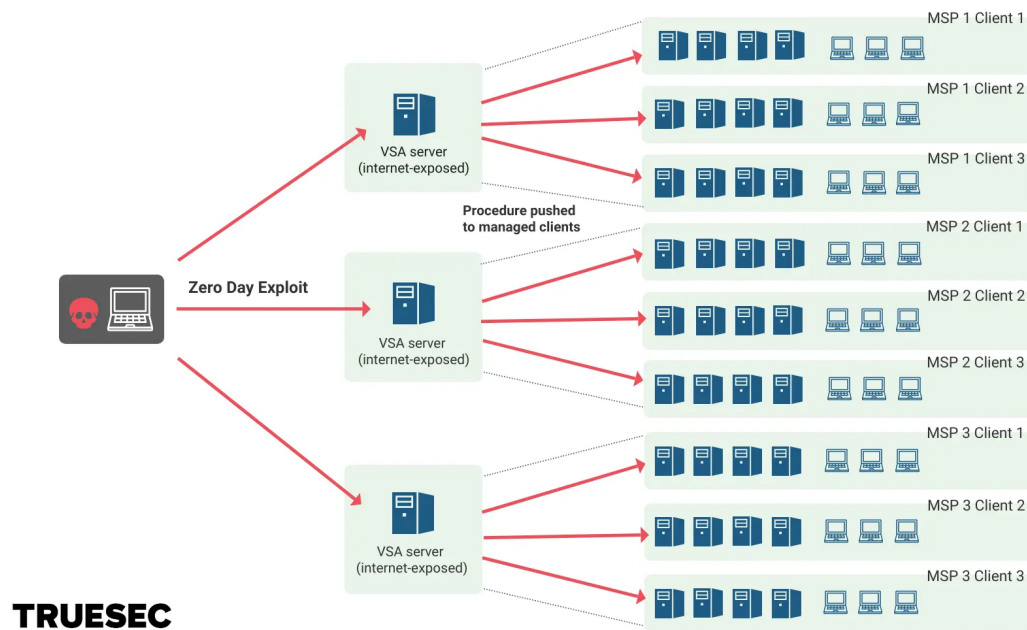 MSP 1 Client 1
MSP 1 Client 2
VSA server
(internet-exposed)
MSP 1 Client 3
Procedure pushed
to managed clients
MSP 2 Client 1
Zero Day Exploit
MSP 2 Client 2
VSA server
(internet-exposed)
MSP 2 Client 3
MSP 3 Client 1
MSP 3 Client 2
VSA server
(internet-exposed)
MSP 3 Client 3
TRUESEC